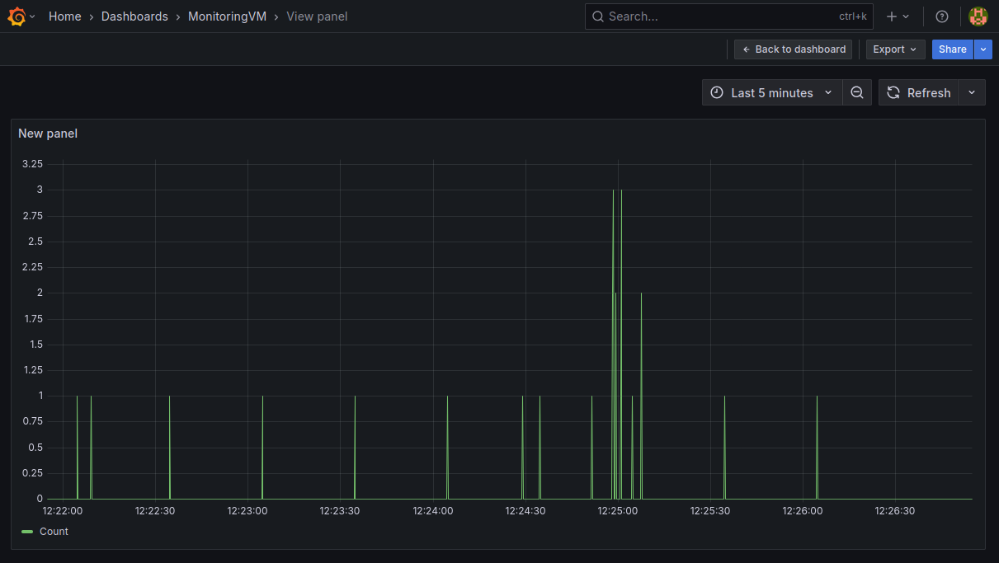 Home > Dashboards > MonitoringVM > View panel
Search... ctrl+k
← Back to dashboard Export Share
Last 5 minutes Refresh
New panel
3.25
3
2.75
2.5
2.25
2
1.75
1.5
1.25
1
0.75
0.5
0.25
0
12:22:00 12:22:30 12:23:00 12:23:30 12:24:00 12:24:30 12:25:00 12:25:30 12:26:00 12:26:30
Count